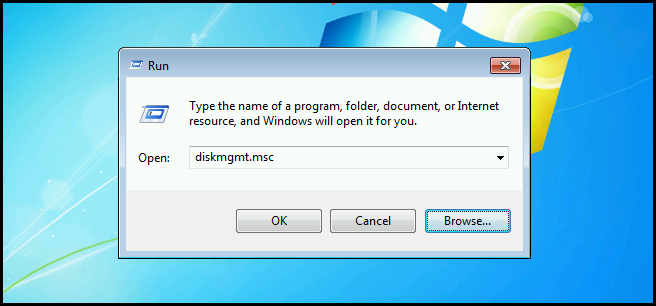 Run
Type the name of a program, folder, document, or Internet
resource, and Windows will open it for you.
Open: diskmgmt.msc
OK Cancel Browse...